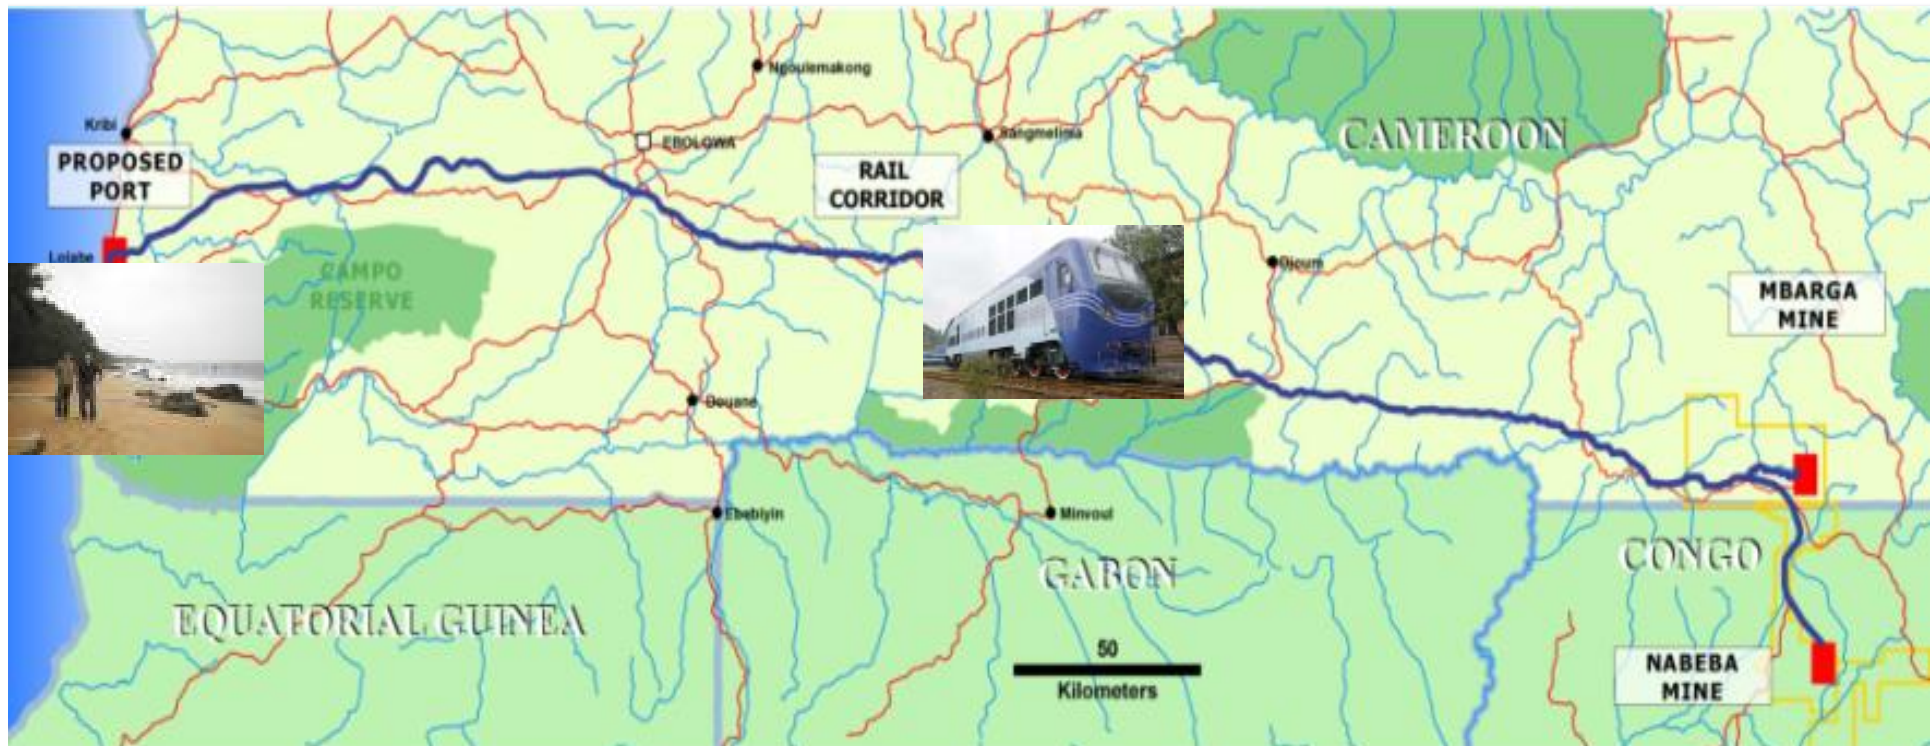 Ngoulemakong
Kribi
EBOLOWA
Sangmelima
CAMEROON
PROPOSED
PORT
RAIL
CORRIDOR
Lolabe
CAMPO
RESERVE
Djoum
MBARGA
MINE
Douane
Ebebiyin
Minvoul
CONGO
GABON
EQUATORIAL GUINEA
50
Kilometers
NABEBA
MINE